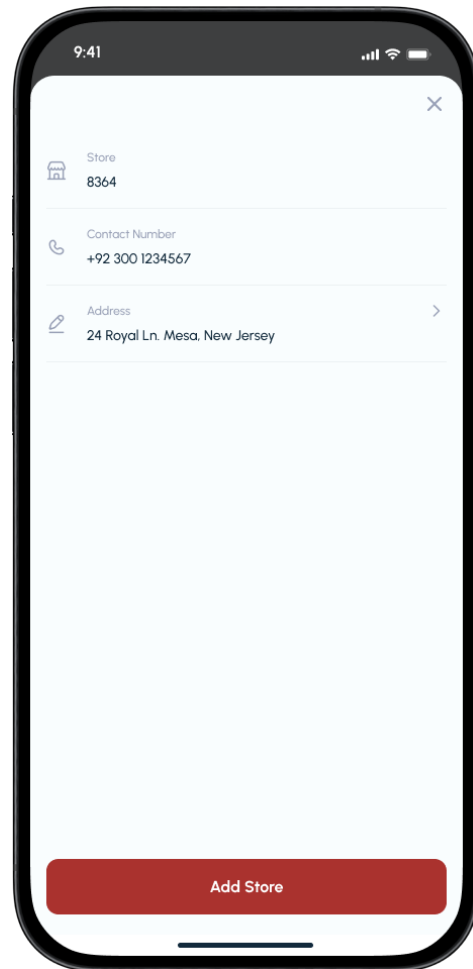 9:41
Store
8364
Contact Number
+92 300 1234567
Address
24 Royal Ln. Mesa, New Jersey
Add Store